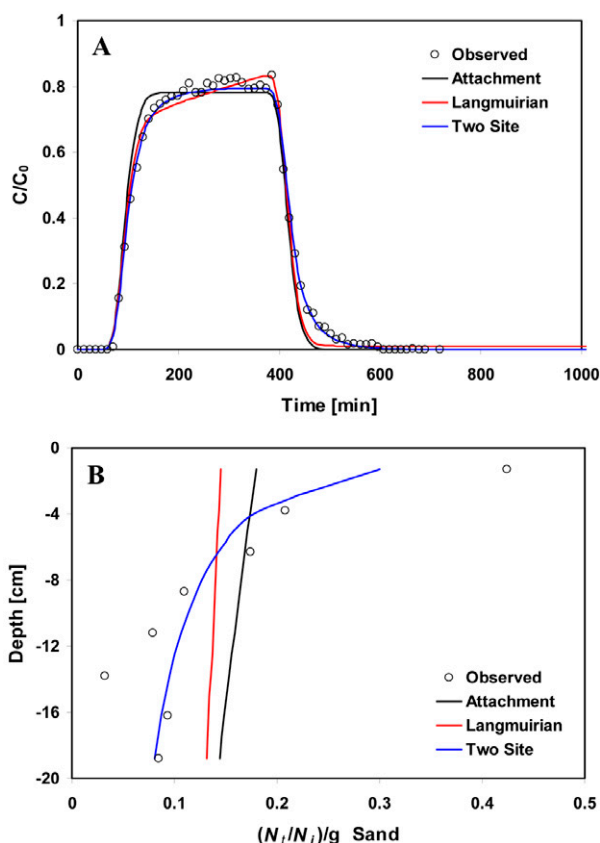 A
Observed
Attachment
Langmuirian
Two Site
C/C0
1
0.8
0.6
0.4
0.2
0
0 200 400 600 800 1000
Time [min]
B
0
-4
-8
-12
-16
-20
Depth [cm]
Observed
Attachment
Langmuirian
Two Site
0 0.1 0.2 0.3 0.4 0.5
(Nt/Ni)/g Sand